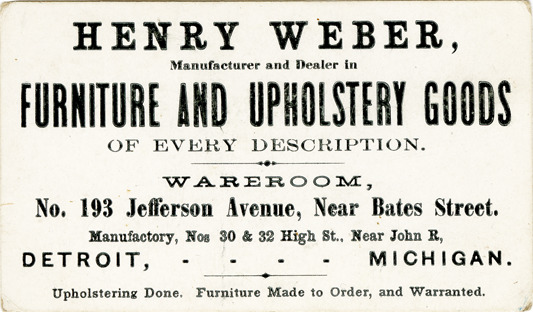 HENRY WEBER,
Manufacturer and Dealer in
FURNITURE AND UPHOLSTERY GOODS
OF EVERY DESCRIPTION.
WAREROOM,
No. 193 Jefferson Avenue, Near Bates Street.
Manufactory, Nos 30 & 32 High St., Near John R,
DETROIT, - - - - MICHIGAN.
Upholstering Done. Furniture Made to Order, and Warranted.